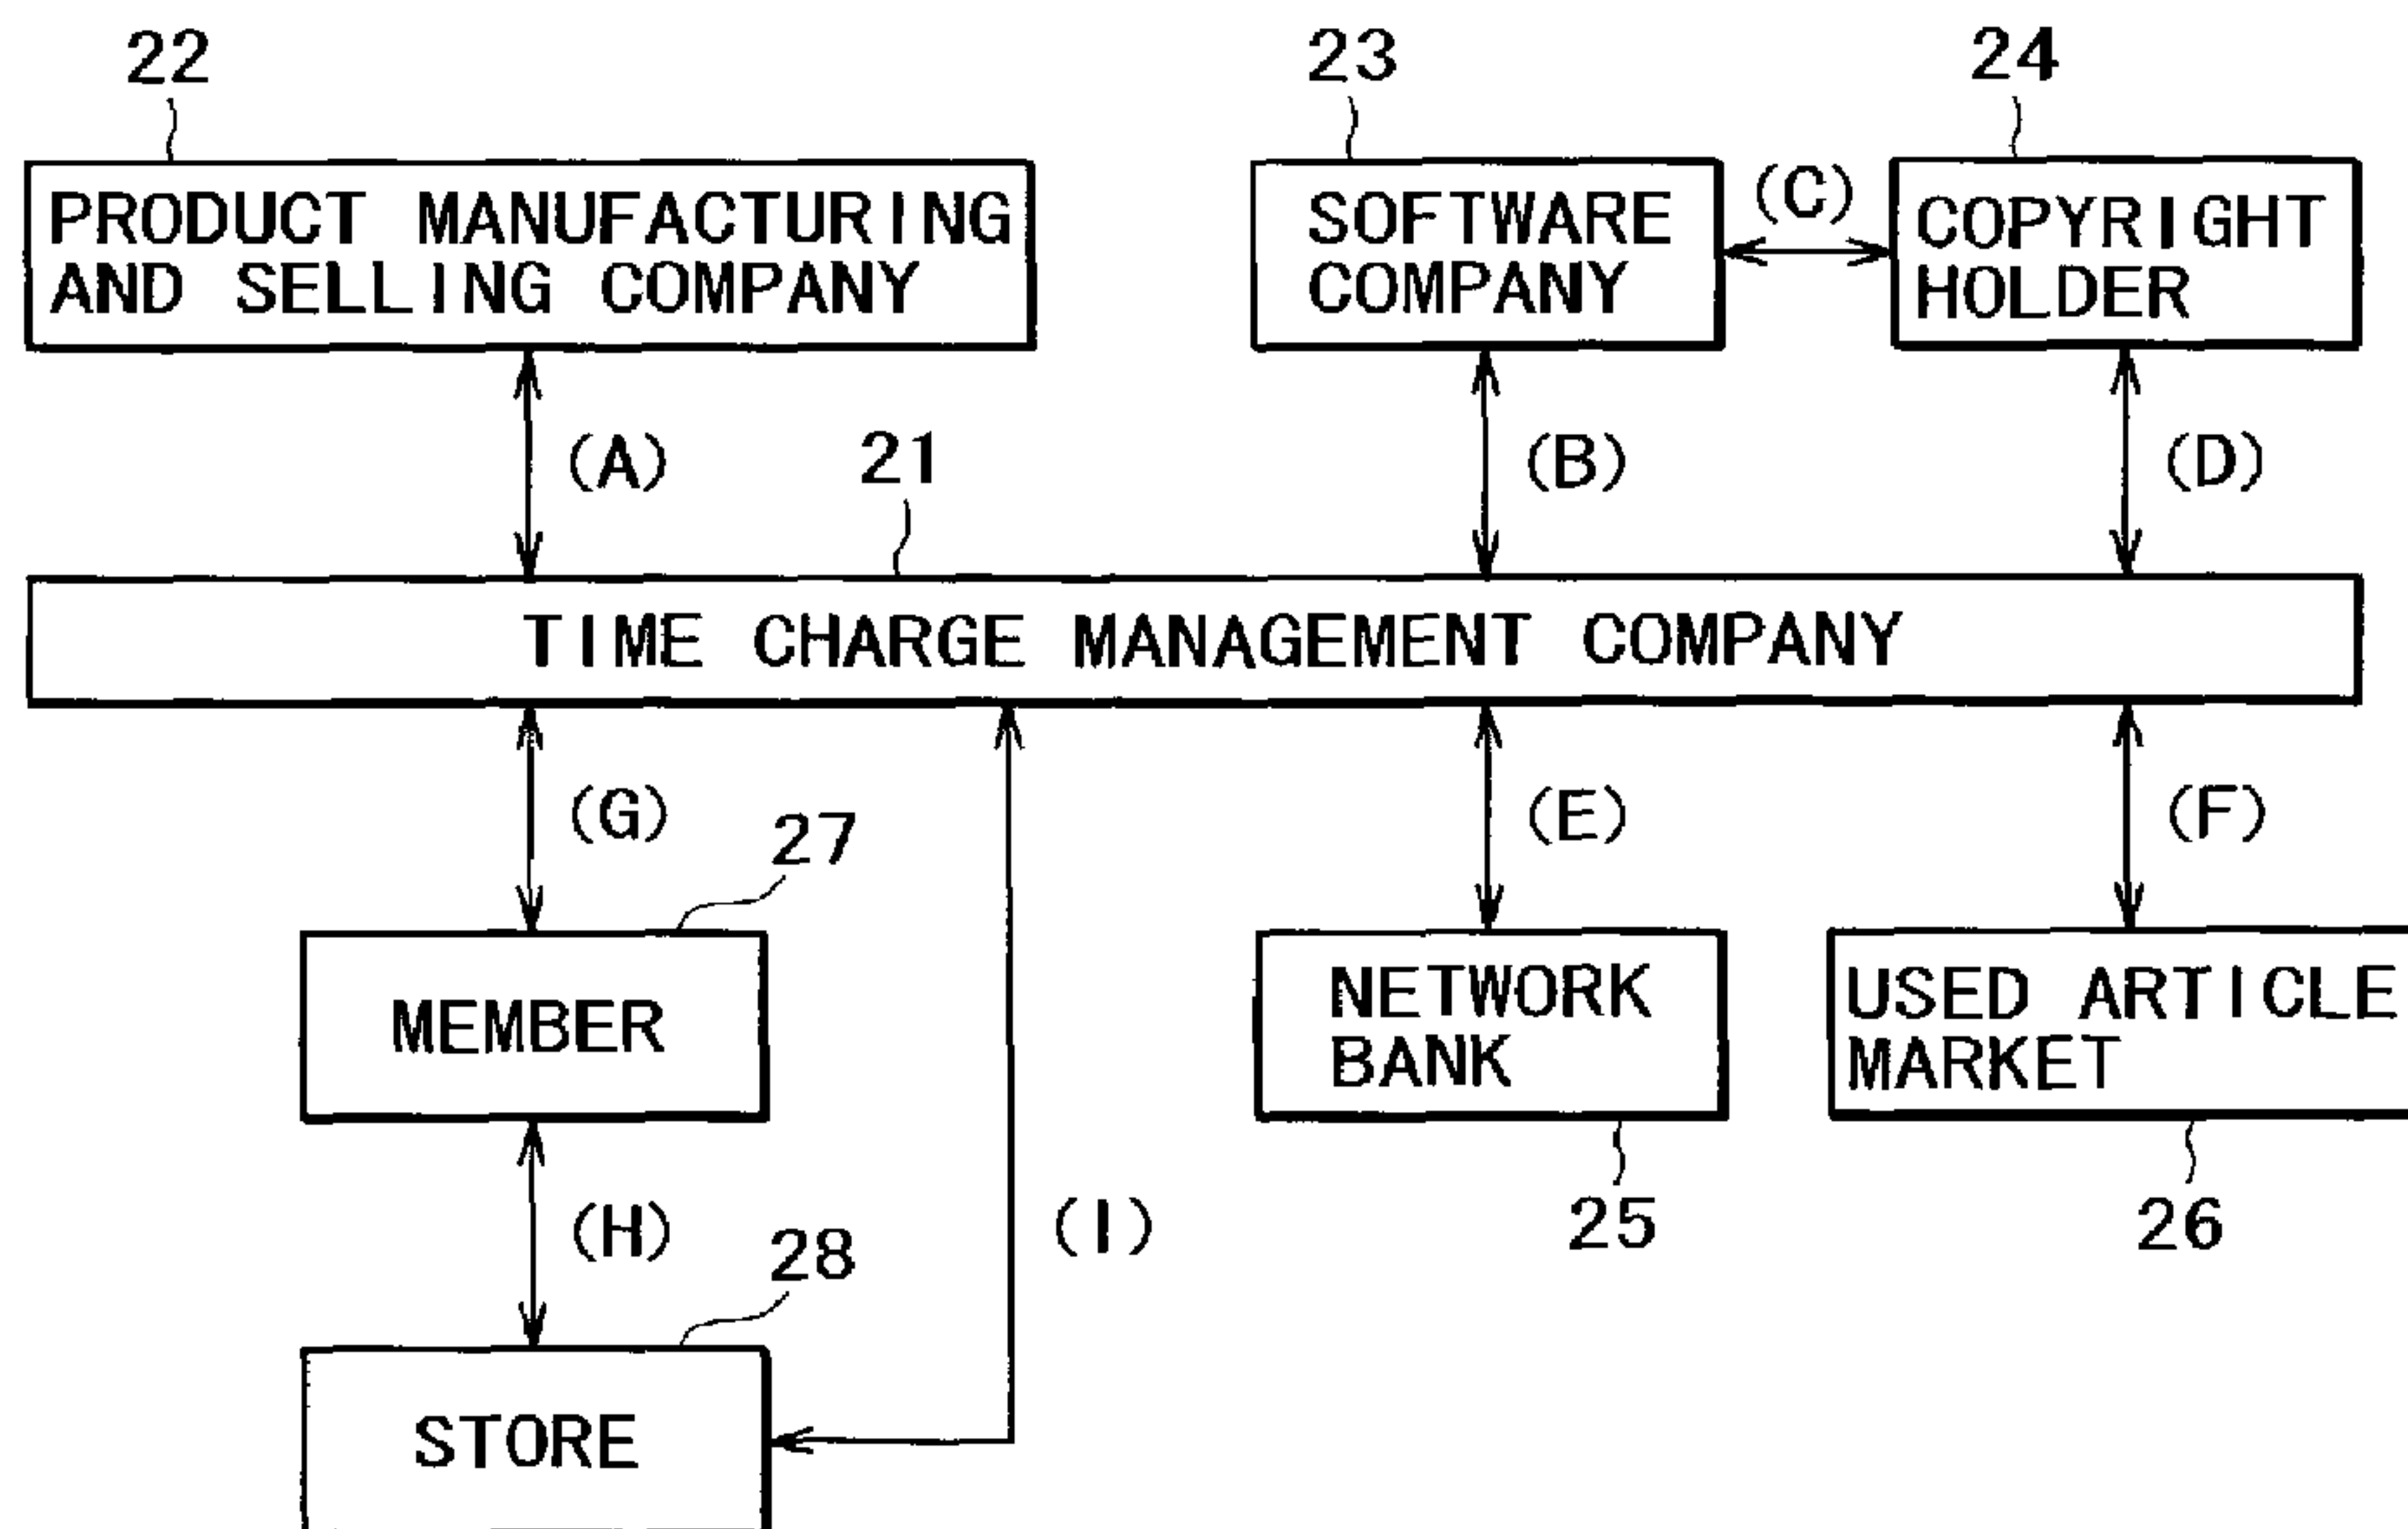 22
23
24
PRODUCT MANUFACTURING
AND SELLING COMPANY
SOFTWARE
COMPANY
(C)
COPYRIGHT
HOLDER
(A)
21
(B)
(D)
TIME CHARGE MANAGEMENT COMPANY
(G)
27
(E)
(F)
MEMBER
NETWORK
BANK
USED ARTICLE
MARKET
(H)
28
(I)
25
26
STORE